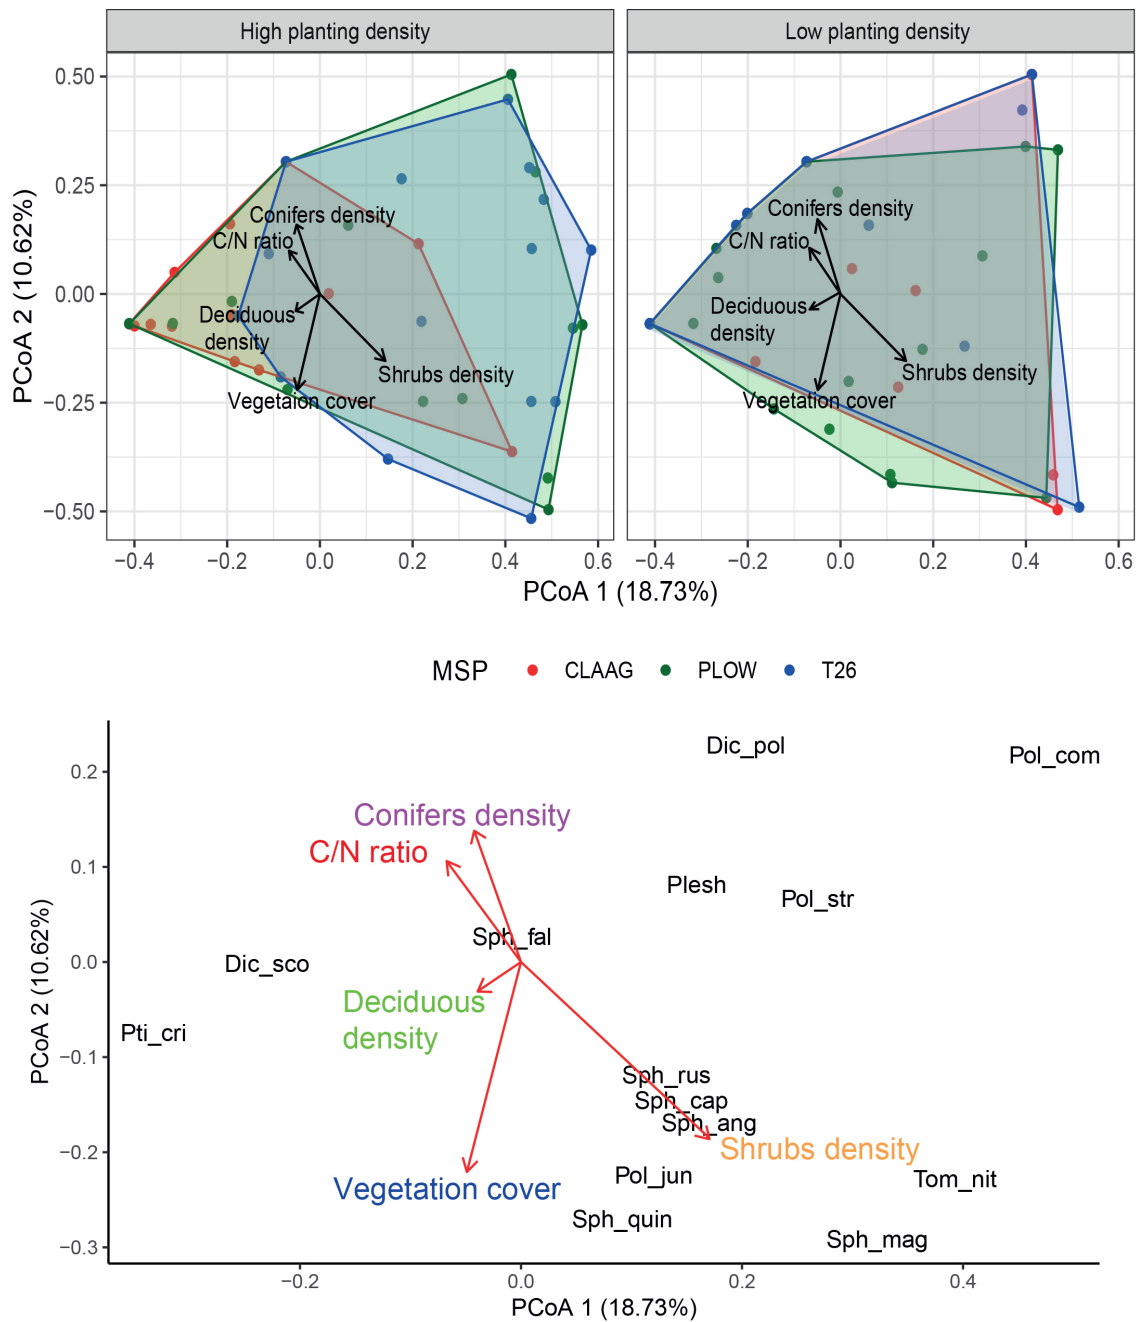 High planting density
Low planting density
PCoA 2 (10.62%)
0.50
0.25
0.00
−0.25
−0.50
Conifers density
C/N ratio
Deciduous
density
Shrubs density
Vegetaion cover
Conifers density
C/N ratio
Deciduous
density
Shrubs density
Vegetation cover
−0.4 −0.2 0.0 0.2 0.4 0.6
−0.4 −0.2 0.0 0.2 0.4 0.6
PCoA 1 (18.73%)
MSP CLAAG PLOW T26
PCoA 2 (10.62%)
0.2
0.1
0.0
−0.1
−0.2
−0.3
Dic_pol
Pol_com
Conifers density
C/N ratio
Plesh
Pol_str
Sph_fal
Dic_sco
Deciduous
density
Pti_cri
Sph_rus
Sph_cap
Sph_ang
Shrubs density
Pol_jun
Tom_nit
Vegetation cover
Sph_quin
Sph_mag
−0.2 0.0 0.2 0.4
PCoA 1 (18.73%)